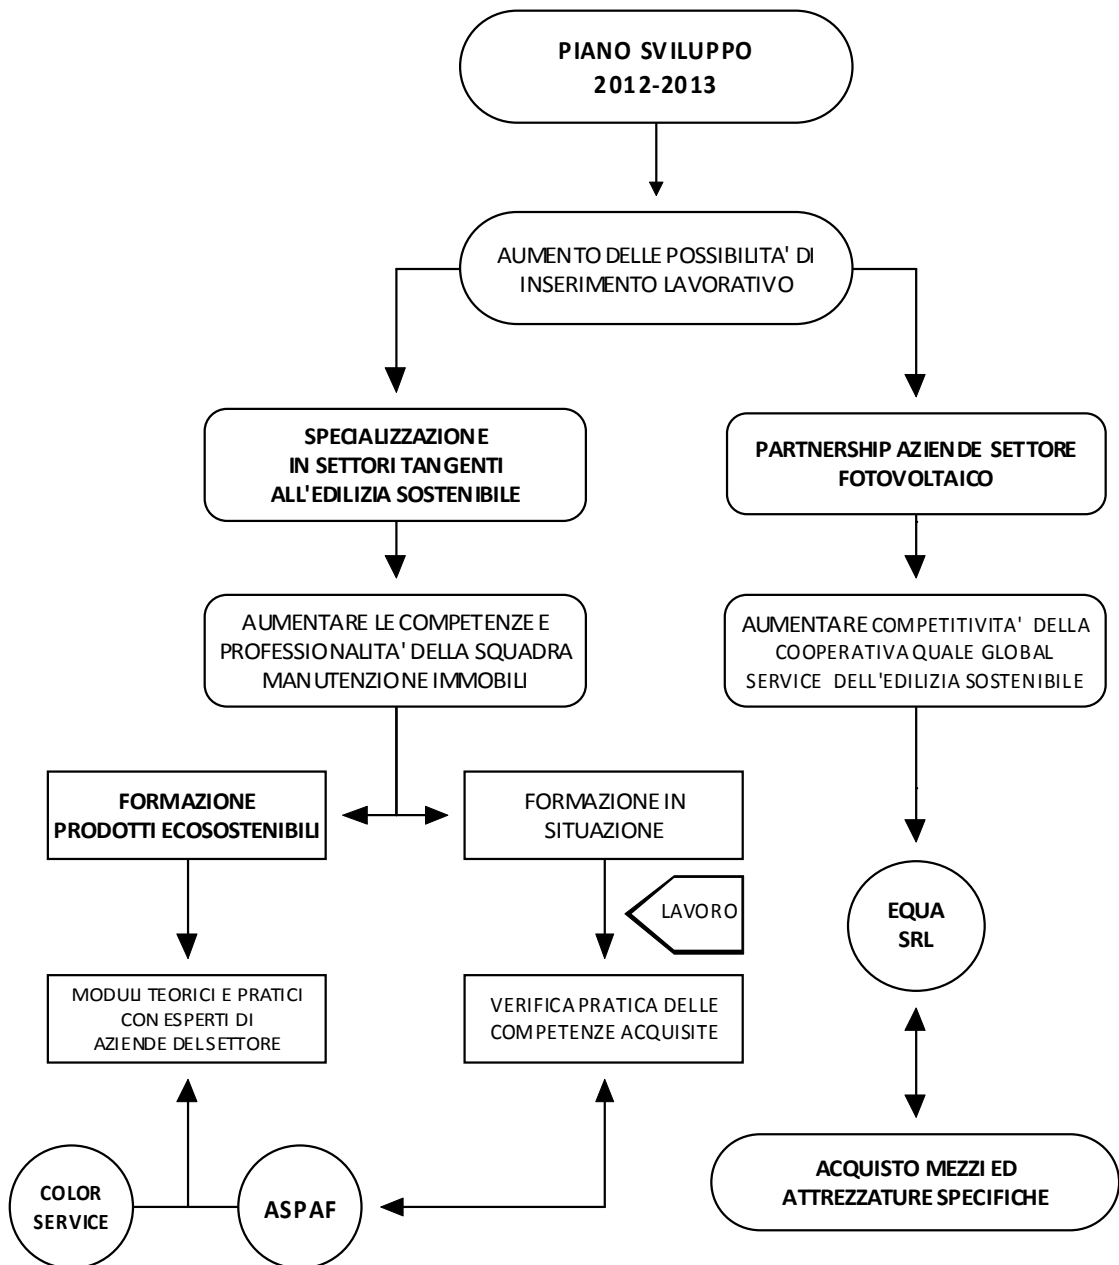 PIANO SVILUPPO
2012-2013
AUMENTO DELLE POSSIBILITA' DI
INSERIMENTO LAVORATIVO
SPECIALIZZAZIONE
IN SETTORI TANGENTI
ALL'EDILIZIA SOSTENIBILE
PARTNERSHIP AZIENDE SETTORE
FOTOVOLTAICO
AUMENTARE LE COMPETENZE E
PROFESSIONALITA' DELLA SQUADRA
MANUTENZIONE IMMOBILI
AUMENTARE COMPETITIVITA' DELLA
COOPERATIVA QUALE GLOBAL
SERVICE DELL'EDILIZIA SOSTENIBILE
FORMAZIONE
PRODOTTI ECOSOSTENIBILI
FORMAZIONE IN
SITUAZIONE
LAVORO
EQUA
SRL
MODULI TEORICI E PRATICI
CON ESPERTI DI
AZIENDE DEL SETTORE
VERIFICA PRATICA DELLE
COMPETENZE ACQUISITE
COLOR
SERVICE
ASPAF
ACQUISTO MEZZI ED
ATTREZZATURE SPECIFICHE